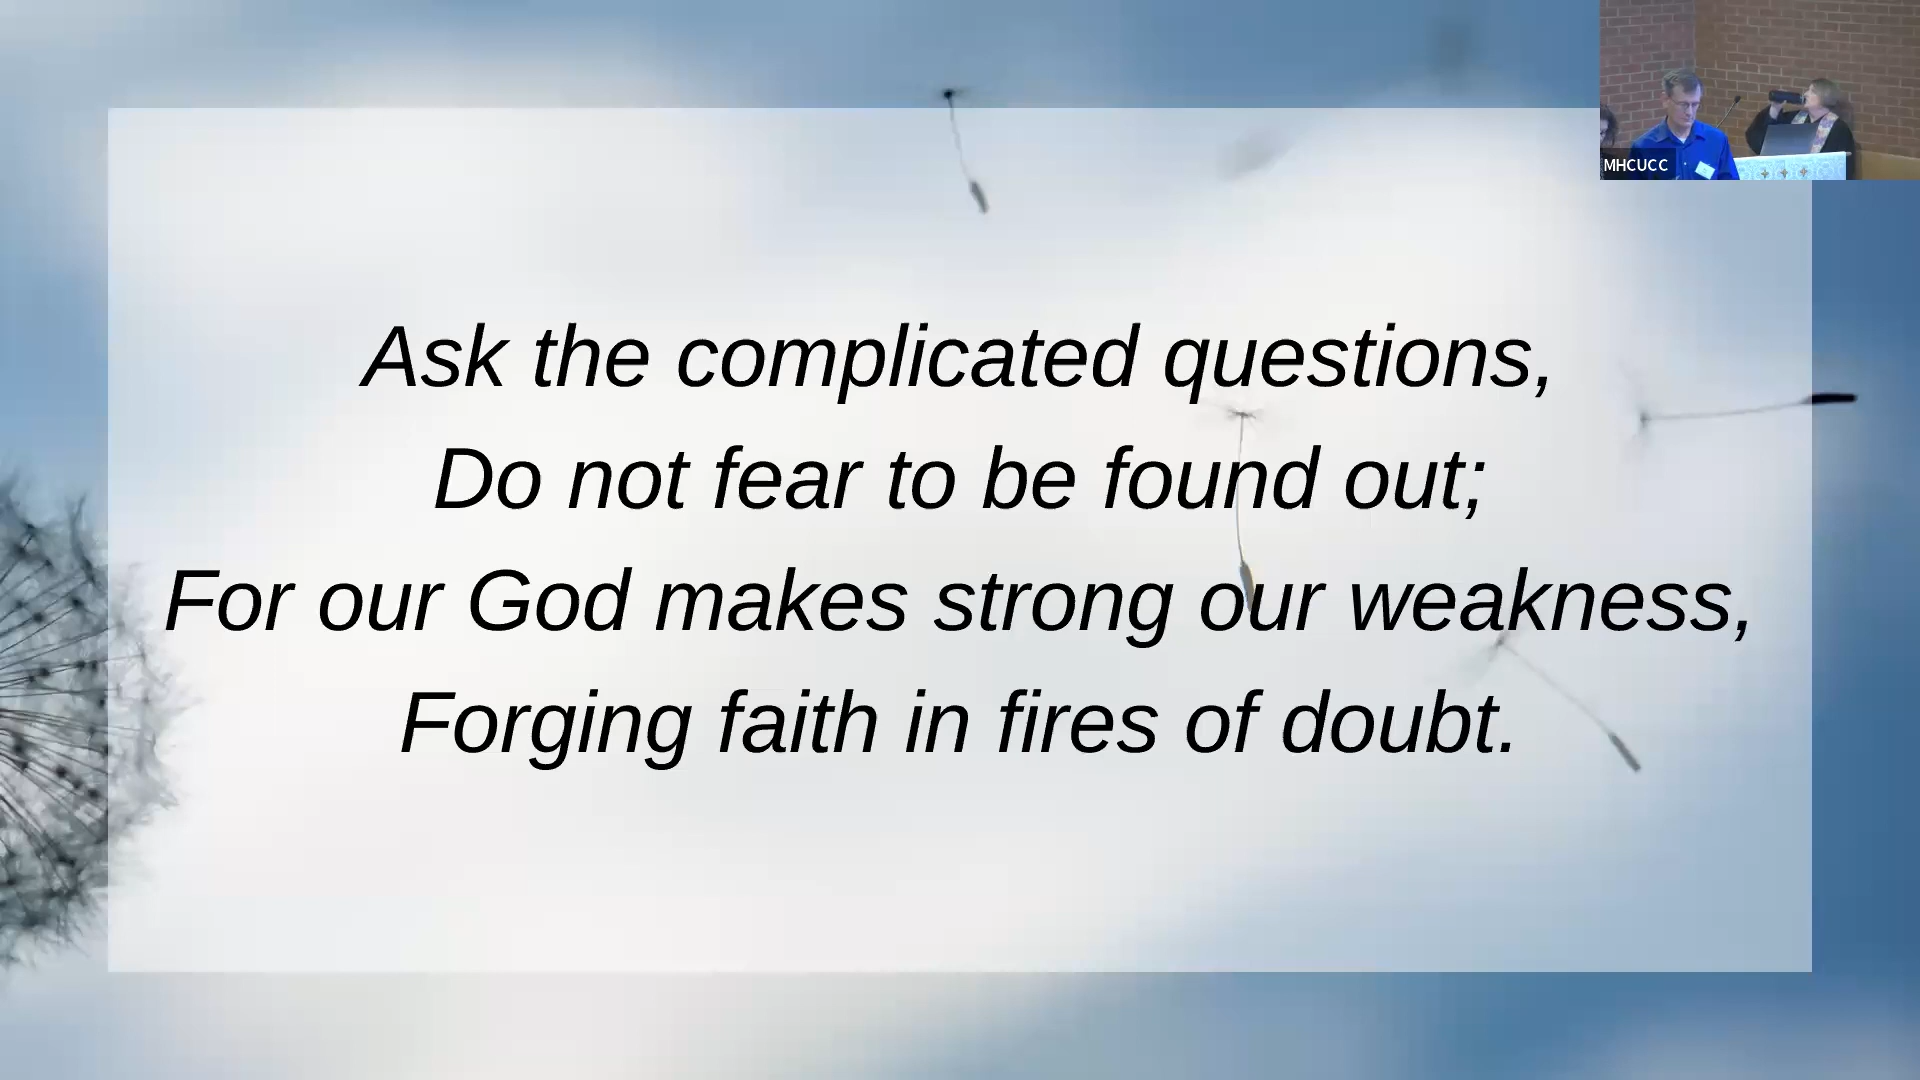 MHCUCC
Ask the complicated questions,
Do not fear to be found out;
For our God makes strong our weakness,
Forging faith in fires of doubt.